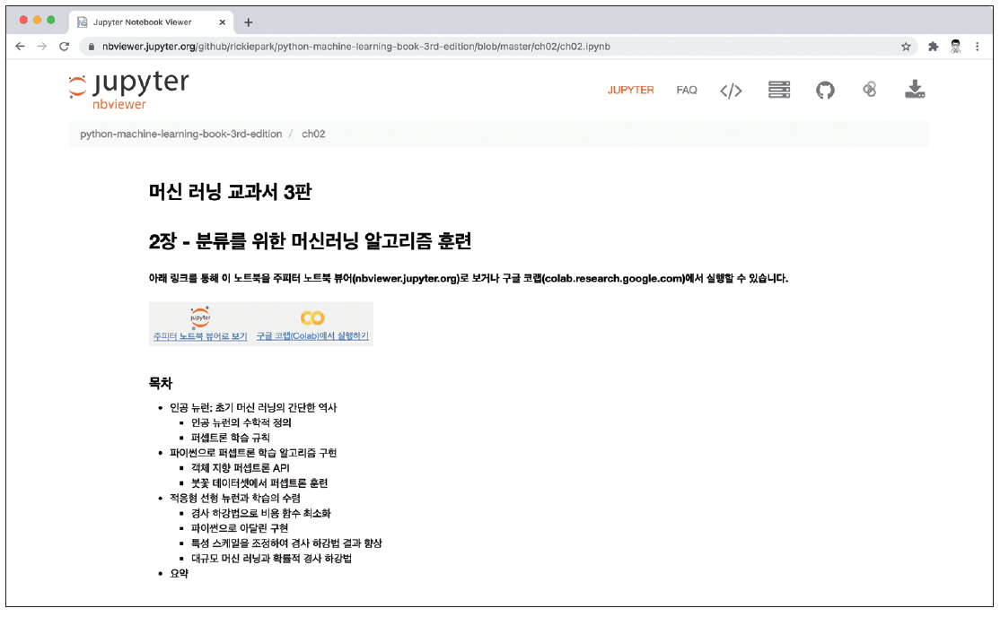 Jupyter Notebook Viewer
nbviewer.jupyter.org/github/rickiepark/python-machine-learning-book-3rd-edition/blob/master/ch02/ch02.ipynb
jupyter
nbviewer
JUPYTER FAQ
python-machine-learning-book-3rd-edition / ch02
머신 러닝 교과서 3판
2장 - 분류를 위한 머신러닝 알고리즘 훈련
아래 링크를 통해 이 노트북을 주피터 노트북 뷰어(nbviewer.jupyter.org)로 보거나 구글 코랩(colab.research.google.com)에서 실행할 수 있습니다.
jupyter
주피터 노트북 뷰어로 보기 구글 코랩(Colab)에서 실행하기
목차
• 인공 뉴런: 초기 머신 러닝의 간단한 역사
▪ 인공 뉴런의 수학적 정의
▪ 퍼셉트론 학습 규칙
• 파이썬으로 퍼셉트론 학습 알고리즘 구현
▪ 객체 지향 퍼셉트론 API
▪ 붓꽃 데이터셋에서 퍼셉트론 훈련
• 적응형 선형 뉴런과 학습의 수렴
▪ 경사 하강법으로 비용 함수 최소화
▪ 파이썬으로 아달린 구현
▪ 특성 스케일을 조정하여 경사 하강법 결과 향상
▪ 대규모 머신 러닝과 확률적 경사 하강법
• 요약